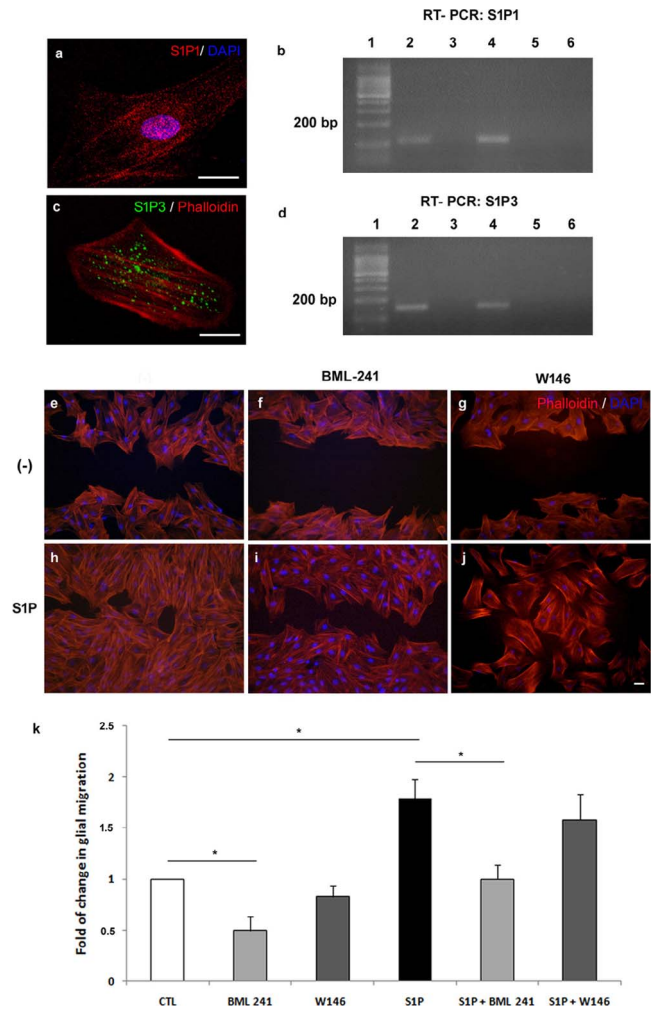 RT- PCR: S1P1
a S1P1/ DAPI
b 1 2 3 4 5 6
200 bp
c S1P3 / Phalloidin
RT- PCR: S1P3
d 1 2 3 4 5 6
200 bp
BML-241 W146
e f g Phalloidin / DAPI
(-)
h i j
S1P
k
Fold of change in glial migration
2.5
2
1.5
1
0.5
0
* * *
CTL BML 241 W146 S1P S1P + BML 241 S1P + W146